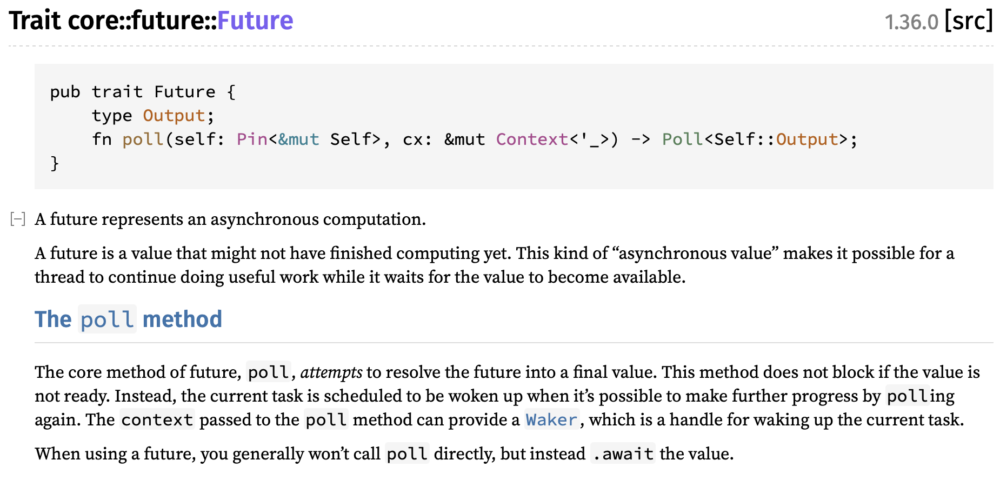 Trait core::future::Future 1.36.0 [src]
pub trait Future {
    type Output;
    fn poll(self: Pin<&mut Self>, cx: &mut Context<'_>) -> Poll<Self::Output>;
}
[−] A future represents an asynchronous computation.
A future is a value that might not have finished computing yet. This kind of “asynchronous value” makes it possible for a
thread to continue doing useful work while it waits for the value to become available.
The poll method
The core method of future, poll, attempts to resolve the future into a final value. This method does not block if the value is
not ready. Instead, the current task is scheduled to be woken up when it’s possible to make further progress by polling
again. The context passed to the poll method can provide a Waker, which is a handle for waking up the current task.
When using a future, you generally won’t call poll directly, but instead .await the value.